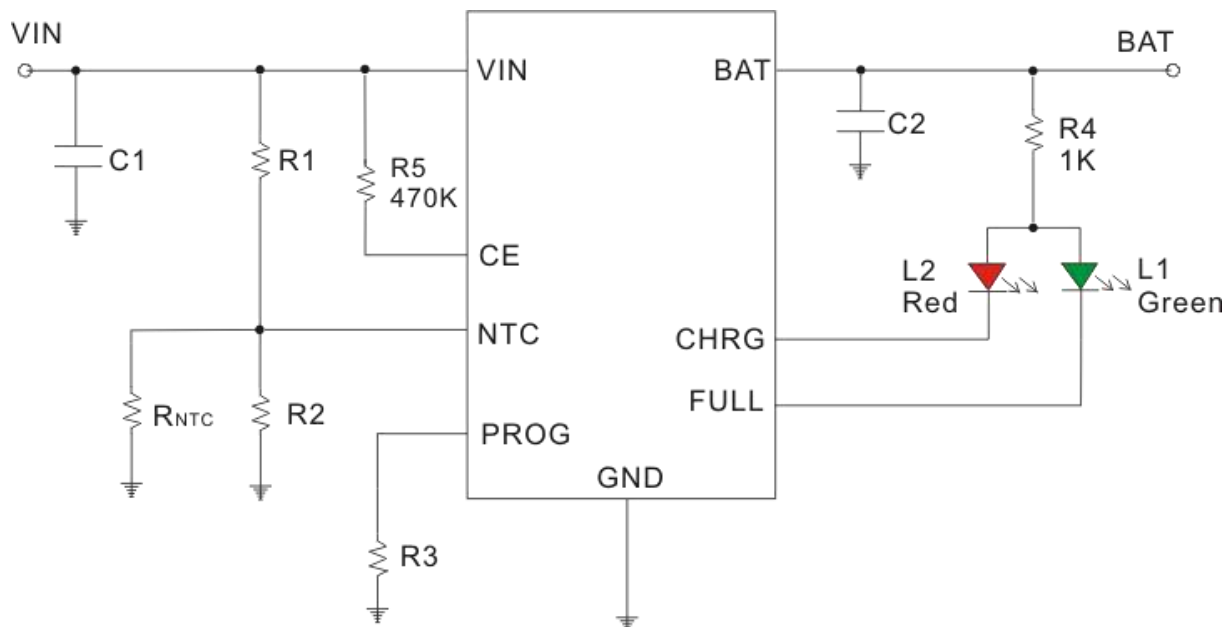 VIN
BAT
VIN
BAT
C1
R1
R5
470K
C2
R4
1K
CE
L2
Red
L1
Green
NTC
CHRG
RNTC
R2
FULL
PROG
GND
R3